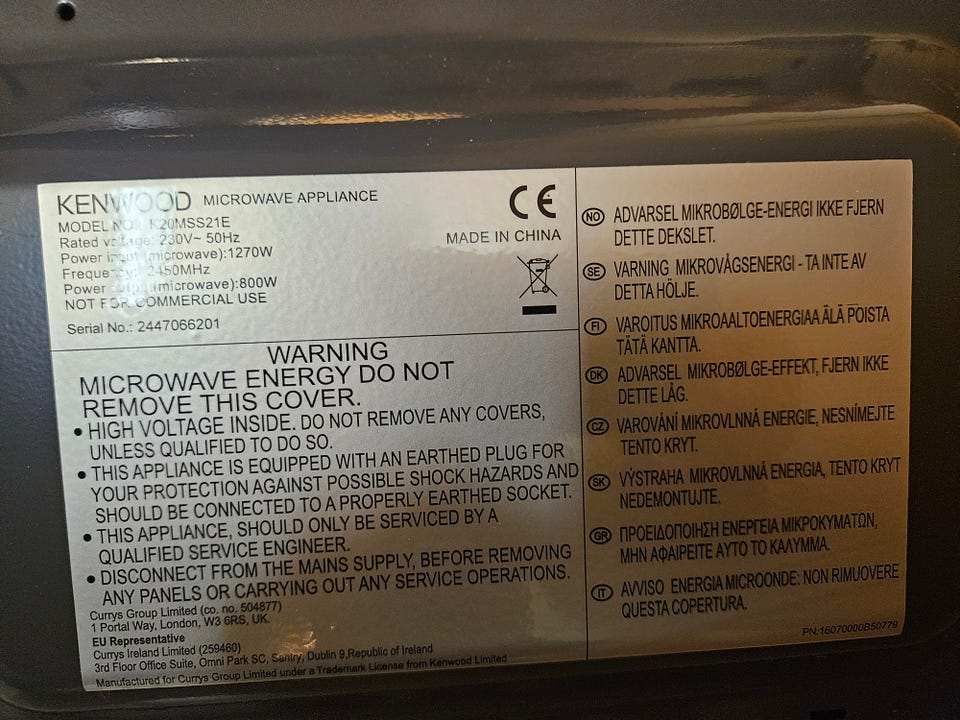 KENWOOD MICROWAVE APPLIANCE
MODEL NO.: K20MSS21E
Rated voltage: 230V~ 50Hz
Power input (microwave):1270W
Frequency: 2450MHz
Power output (microwave):800W
NOT FOR COMMERCIAL USE
Serial No.: 2447066201
CE
MADE IN CHINA
WARNING
MICROWAVE ENERGY DO NOT
REMOVE THIS COVER.
• HIGH VOLTAGE INSIDE. DO NOT REMOVE ANY COVERS,
UNLESS QUALIFIED TO DO SO.
• THIS APPLIANCE IS EQUIPPED WITH AN EARTHED PLUG FOR
YOUR PROTECTION AGAINST POSSIBLE SHOCK HAZARDS AND
SHOULD BE CONNECTED TO A PROPERLY EARTHED SOCKET.
• THIS APPLIANCE, SHOULD ONLY BE SERVICED BY A
QUALIFIED SERVICE ENGINEER.
• DISCONNECT FROM THE MAINS SUPPLY, BEFORE REMOVING
ANY PANELS OR CARRYING OUT ANY SERVICE OPERATIONS.
Currys Group Limited (co. no. 504877)
1 Portal Way, London, W3 6RS, UK.
EU Representative
Currys Ireland Limited (259460)
3rd Floor Office Suite, Omni Park SC, Santry, Dublin 9,Republic of Ireland
Manufactured for Currys Group Limited under a Trademark License from Kenwood Limited
NO ADVARSEL MIKROBØLGE-ENERGI IKKE FJERN
DETTE DEKSLET.
SE VARNING MIKROVÅGSENERGI - TA INTE AV
DETTA HÖLJE.
FI VAROITUS MIKROAALTOENERGIAA ÄLÄ POISTA
TÄTÄ KANTTA.
DK ADVARSEL MIKROBØLGE-EFFEKT, FJERN IKKE
DETTE LÅG.
CZ VAROVÁNÍ MIKROVLNNÁ ENERGIE, NESNÍMEJTE
TENTO KRYT.
SK VÝSTRAHA MIKROVLNNÁ ENERGIA, TENTO KRYT
NEDEMONTUJTE.
GR ΠΡΟΕΙΔΟΠΟΙΗΣΗ ΕΝΕΡΓΕΙΑ ΜΙΚΡΟΚΥΜΑΤΩΝ,
ΜΗΝ ΑΦΑΙΡΕΙΤΕ ΑΥΤΟ ΤΟ ΚΑΛΥΜΜΑ.
IT AVVISO ENERGIA MICROONDE: NON RIMUOVERE
QUESTA COPERTURA.
PN:16070000B50779